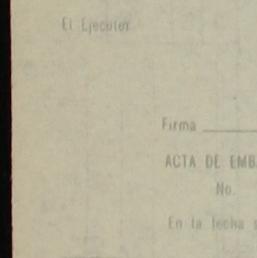 El Ejecutor
Firma
ACTA DE EMB
No.
En la fecha s